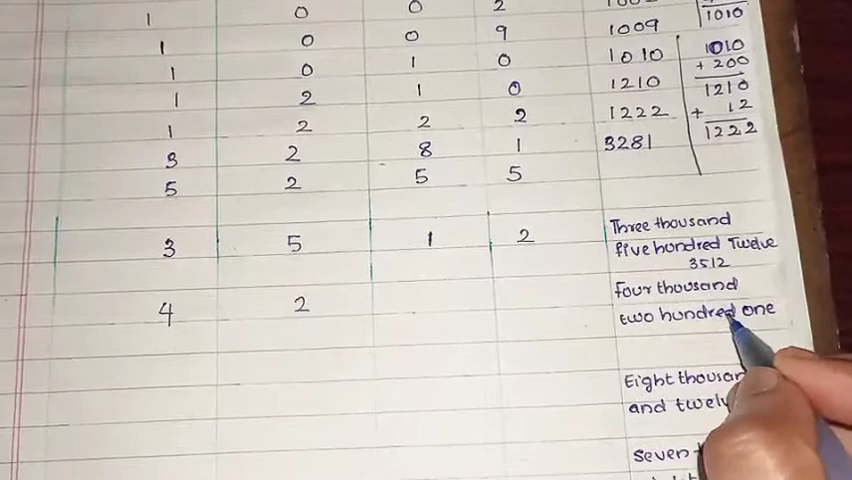 1 0 0 2
1010
1 0 0 9 1009
1 0 1 0 1010
1010
+ 200
1210
+ 12
1222
1 2 1 0 1210
1 2 2 2 1222
3 2 8 1 3281
5 2 5 5
3 5 1 2 Three thousand
five hundred Twelve
3512
4 2 four thousand
two hundred one
Eight
and
seven